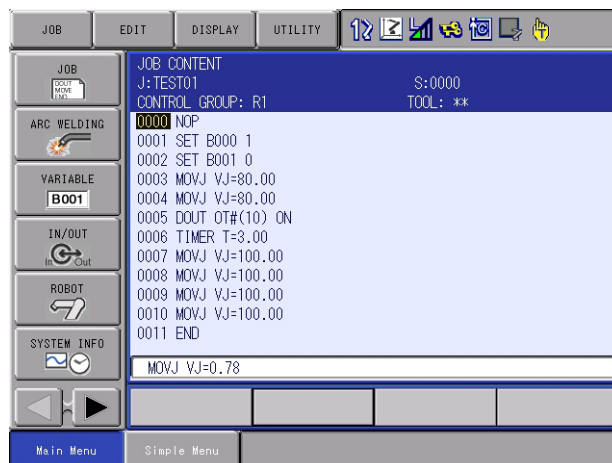 JOB EDIT DISPLAY UTILITY
JOB
DOUT
MOVE
END
ARC WELDING
VARIABLE
B001
IN/OUT
In Out
ROBOT
SYSTEM INFO
JOB CONTENT
J:TEST01 S:0000
CONTROL GROUP: R1 TOOL: **
0000 NOP
0001 SET B000 1
0002 SET B001 0
0003 MOVJ VJ=80.00
0004 MOVJ VJ=80.00
0005 DOUT OT#(10) ON
0006 TIMER T=3.00
0007 MOVJ VJ=100.00
0008 MOVJ VJ=100.00
0009 MOVJ VJ=100.00
0010 MOVJ VJ=100.00
0011 END
MOVJ VJ=0.78
Main Menu Simple Menu